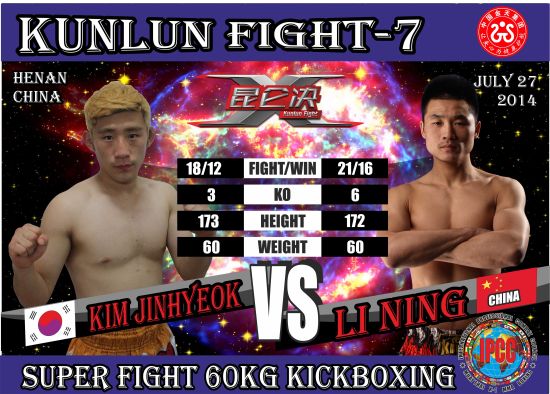 KUNLUN FIGHT-7
HENAN
CHINA
JULY 27
2014
昆仑决
Kunlun Fight
18/12 FIGHT/WIN 21/16
3 KO 6
173 HEIGHT 172
60 WEIGHT 60
KIM JINHYEOK VS LI NING
CHINA
JPCC
SUPER FIGHT 60KG KICKBOXING